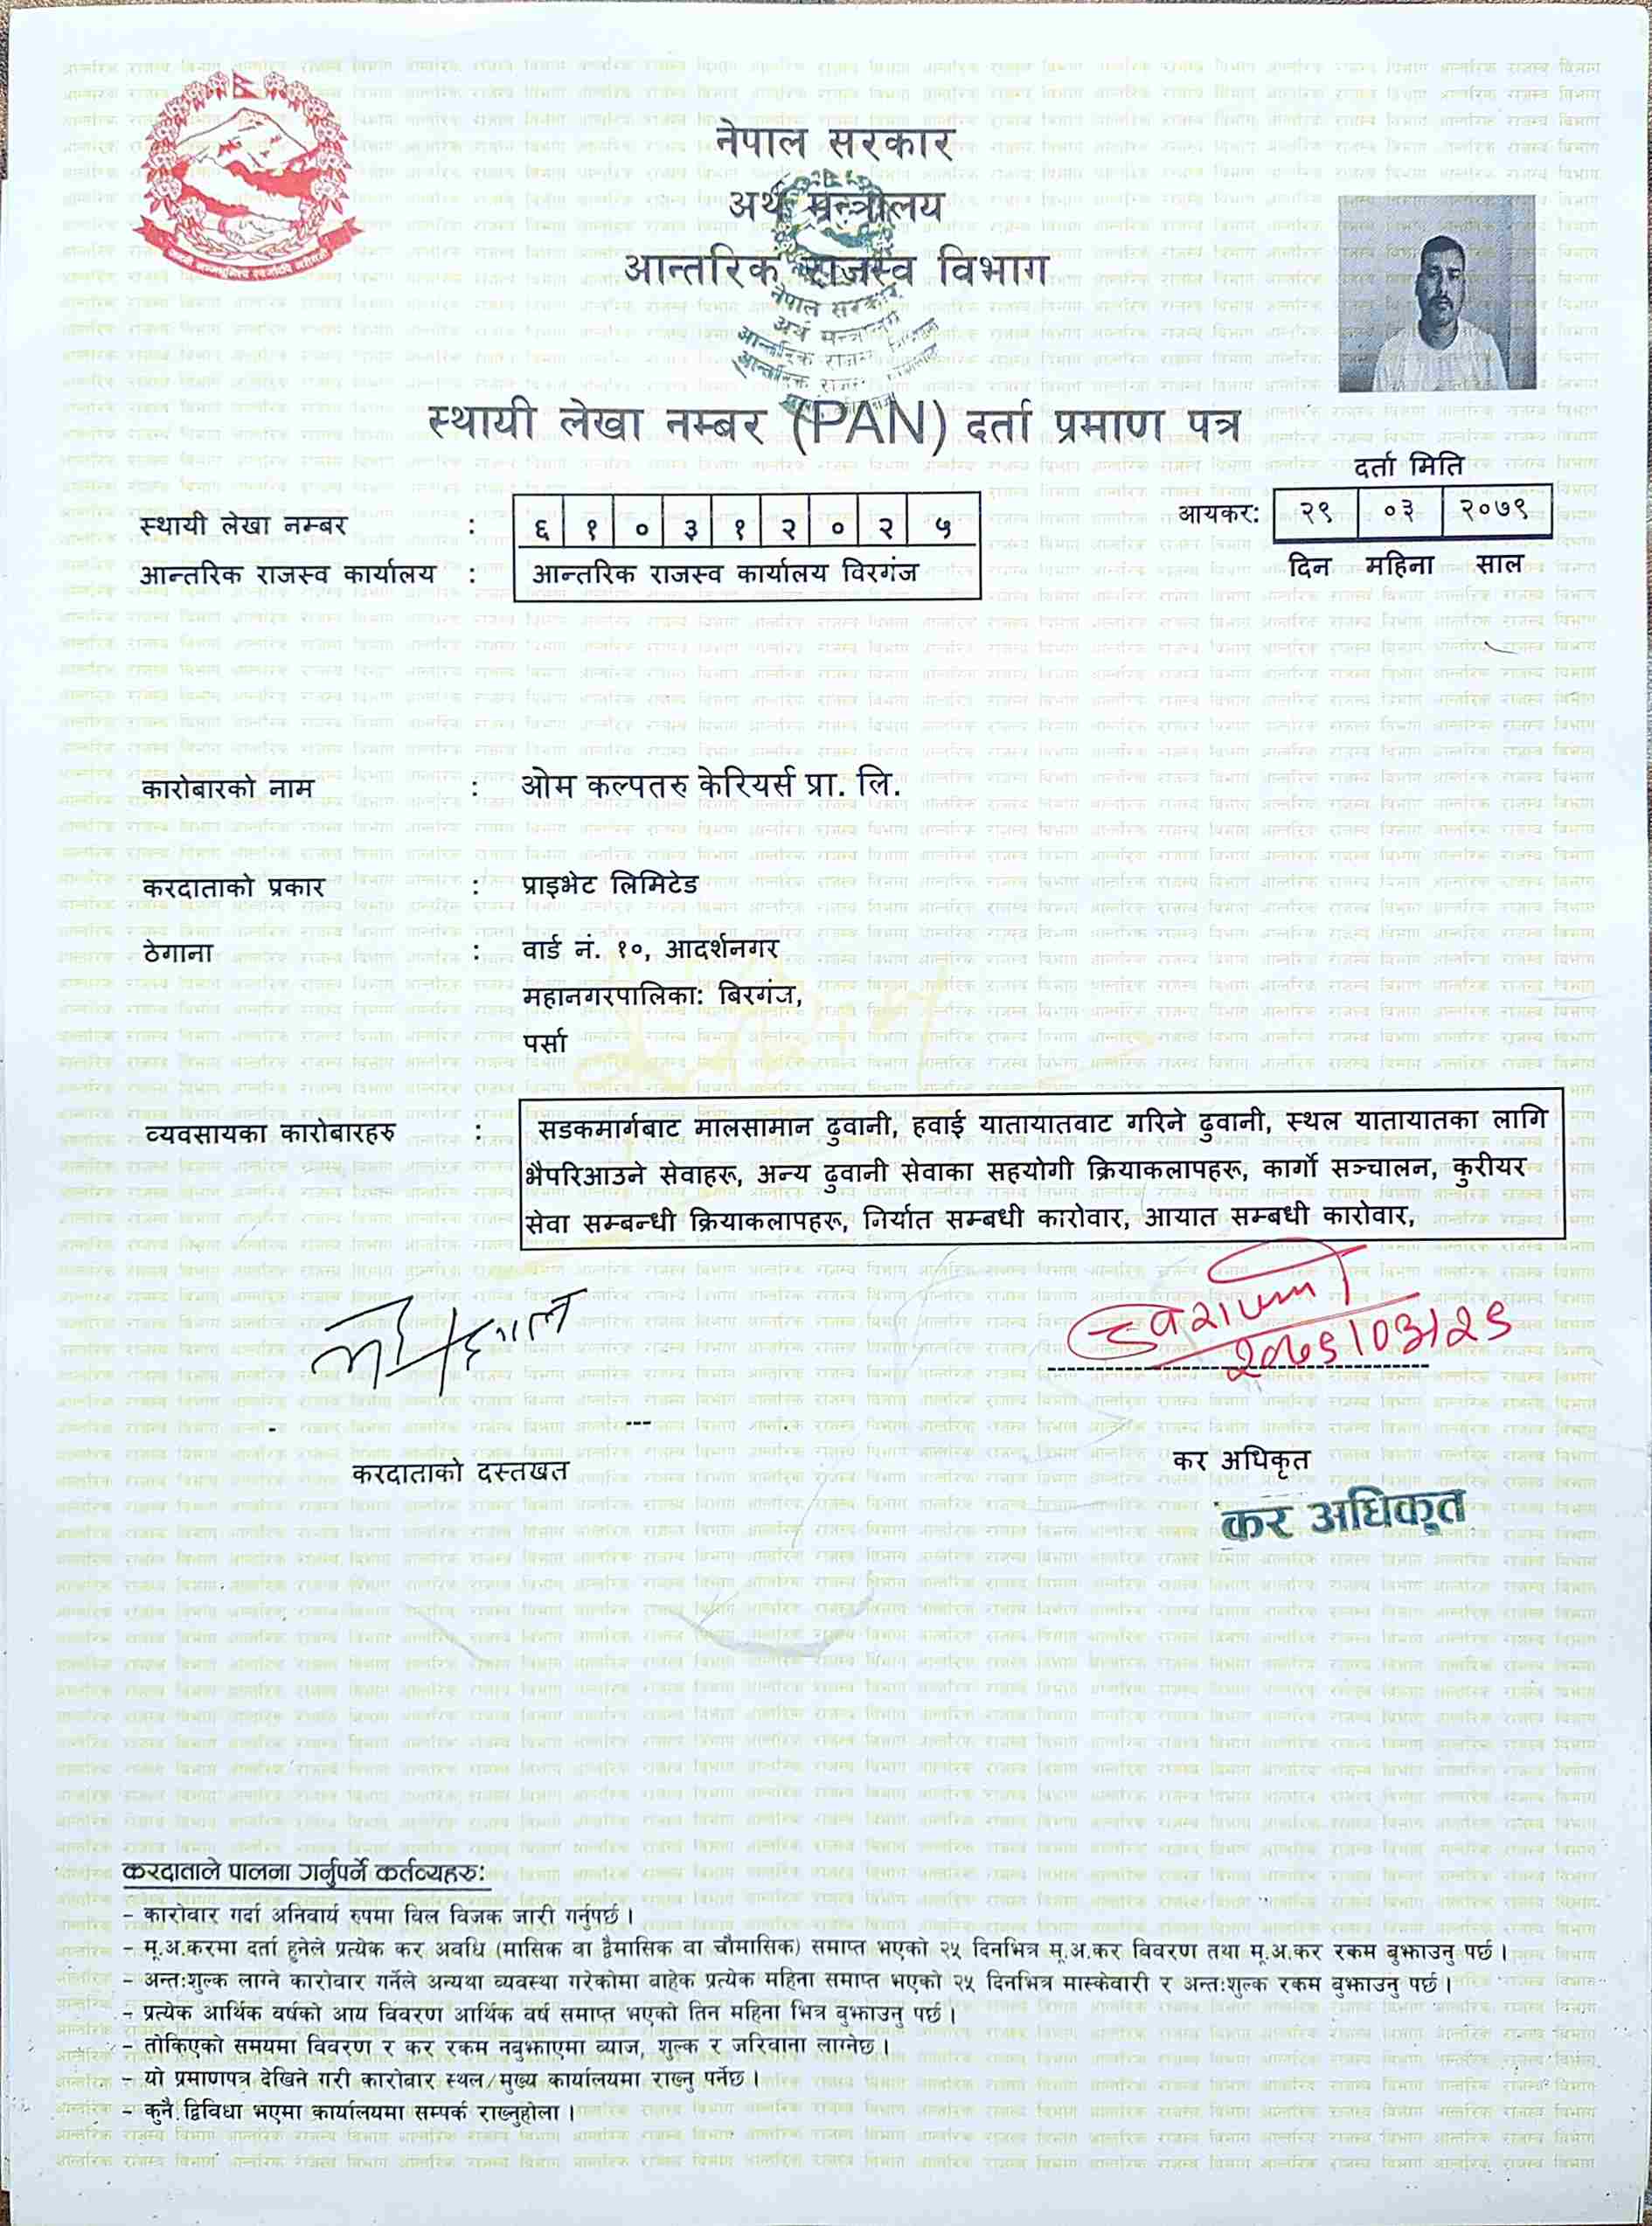 नेपाल सरकार
अर्थ मन्त्रालय
आन्तरिक राजस्व विभाग
नेपाल सरकार
अर्थ मन्त्रालय
आन्तरिक राजस्व
आन्तरिक राजस्व
स्थायी लेखा नम्बर (PAN) दर्ता प्रमाण पत्र
दर्ता मिति
स्थायी लेखा नम्बर : ६ १ ० ३ १ २ ० २ ५
आयकर: २९ ०३ २०७९
दिन महिना साल
आन्तरिक राजस्व कार्यालय : आन्तरिक राजस्व कार्यालय विरगंज
कारोबारको नाम : ओम कल्पतरु केरियर्स प्रा. लि.
करदाताको प्रकार : प्राइभेट लिमिटेड
ठेगाना : वार्ड नं. १०, आदर्शनगर
महानगरपालिका: बिरगंज,
पर्सा
व्यवसायका कारोबारहरु : सडकमार्गबाट मालसामान ढुवानी, हवाई यातायातवाट गरिने ढुवानी, स्थल यातायातका लागि
भैपरिआउने सेवाहरू, अन्य ढुवानी सेवाका सहयोगी क्रियाकलापहरू, कार्गो सञ्चालन, कुरीयर
सेवा सम्बन्धी क्रियाकलापहरू, निर्यात सम्बधी कारोवार, आयात सम्बधी कारोवार,
२०७९।०३।२९
करदाताको दस्तखत
कर अधिकृत
कर अधिकृत
करदाताले पालना गर्नुपर्ने कर्तव्यहरु:
– कारोवार गर्दा अनिवार्य रुपमा विल विजक जारी गर्नुपर्छ ।
– मू.अ.करमा दर्ता हुनेले प्रत्येक कर अवधि (मासिक वा द्वैमासिक वा चौमासिक) समाप्त भएको २५ दिनभित्र मू.अ.कर विवरण तथा मू.अ.कर रकम बुझाउनु पर्छ ।
– अन्तःशुल्क लाग्ने कारोवार गर्नेले अन्यथा व्यवस्था गरेकोमा बाहेक प्रत्येक महिना समाप्त भएको २५ दिनभित्र मास्केवारी र अन्तःशुल्क रकम बुझाउनु पर्छ ।
– प्रत्येक आर्थिक वर्षको आय विवरण आर्थिक वर्ष समाप्त भएको तिन महिना भित्र बुझाउनु पर्छ ।
– तोकिएको समयमा विवरण र कर रकम नबुझाएमा व्याज, शुल्क र जरिवाना लाग्नेछ ।
– यो प्रमाणपत्र देखिने गरी कारोवार स्थल/मुख्य कार्यालयमा राख्नु पर्नेछ ।
– कुनै द्विविधा भएमा कार्यालयमा सम्पर्क राख्नुहोला ।